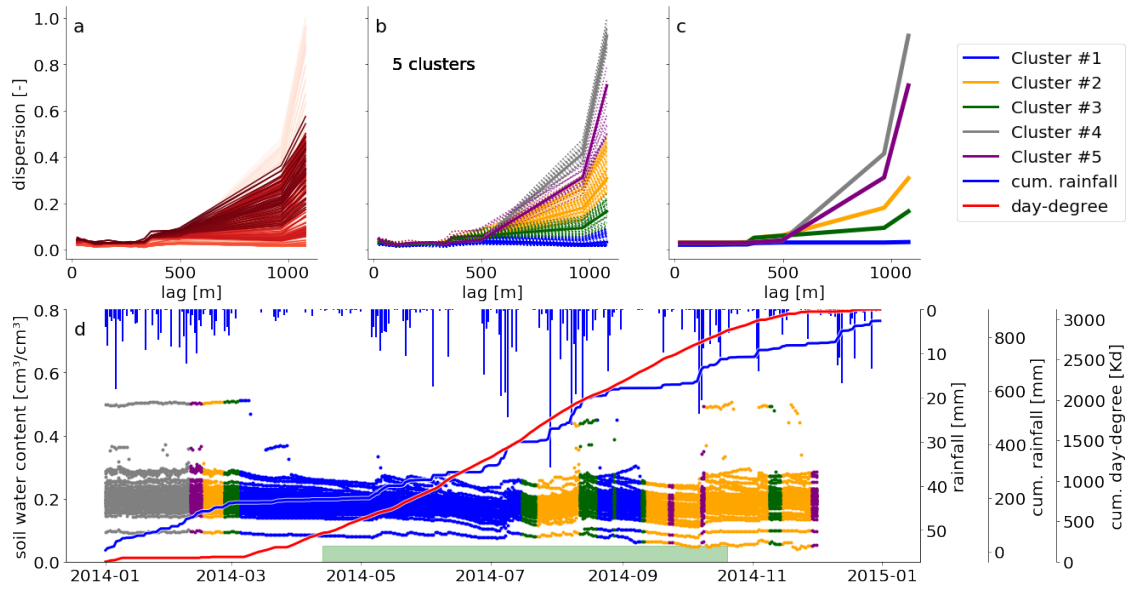 a
b
c
5 clusters
dispersion [-]
1.0
0.8
0.6
0.4
0.2
0.0
0 500 1000
0 500 1000
0 500 1000
lag [m]
lag [m]
lag [m]
Cluster #1
Cluster #2
Cluster #3
Cluster #4
Cluster #5
cum. rainfall
day-degree
d
soil water content [cm³/cm³]
0.8
0.6
0.4
0.2
0.0
2014-01 2014-03 2014-05 2014-07 2014-09 2014-11 2015-01
0
10
20
30
40
50
rainfall [mm]
800
600
400
200
0
cum. rainfall [mm]
3000
2500
2000
1500
1000
500
0
cum. day-degree [Kd]